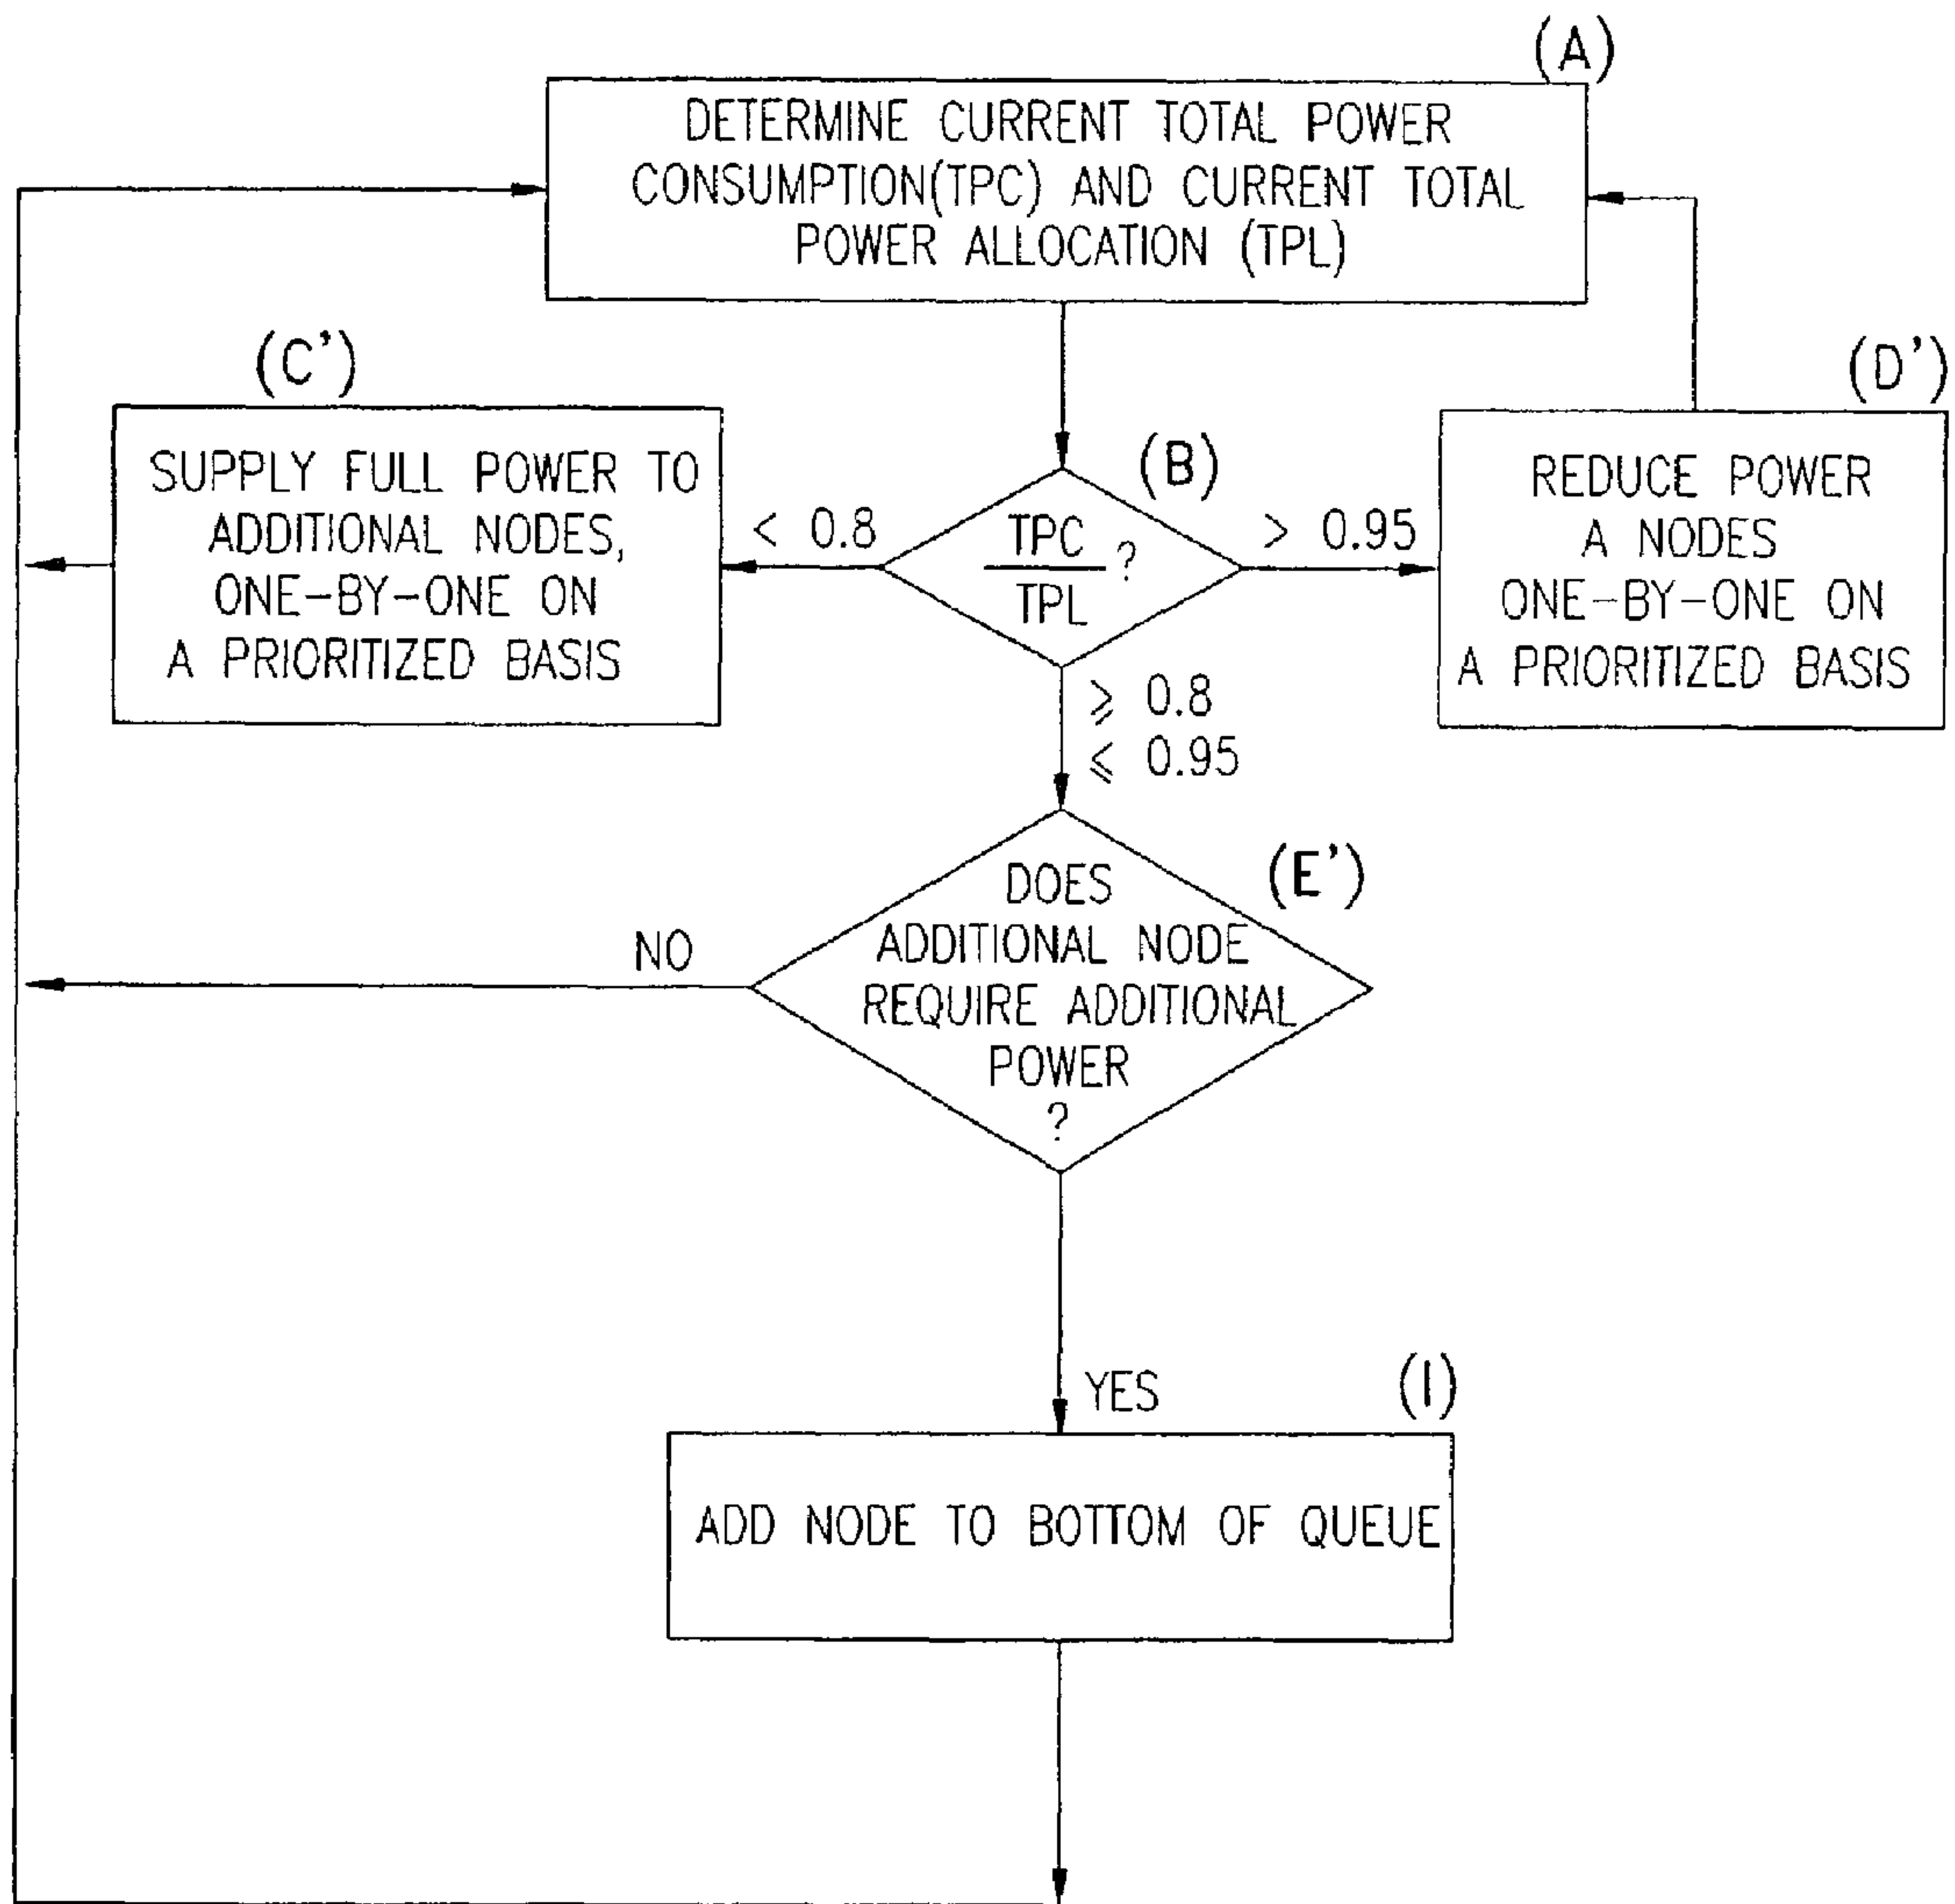 (A)
DETERMINE CURRENT TOTAL POWER
CONSUMPTION(TPC) AND CURRENT TOTAL
POWER ALLOCATION (TPL)
(C')
SUPPLY FULL POWER TO
ADDITIONAL NODES,
ONE-BY-ONE ON
A PRIORITIZED BASIS
(B)
< 0.8
TPC
TPL
?
> 0.95
(D')
REDUCE POWER
A NODES
ONE-BY-ONE ON
A PRIORITIZED BASIS
⩾ 0.8
⩽ 0.95
(E')
DOES
ADDITIONAL NODE
REQUIRE ADDITIONAL
POWER
?
NO
YES
(I)
ADD NODE TO BOTTOM OF QUEUE